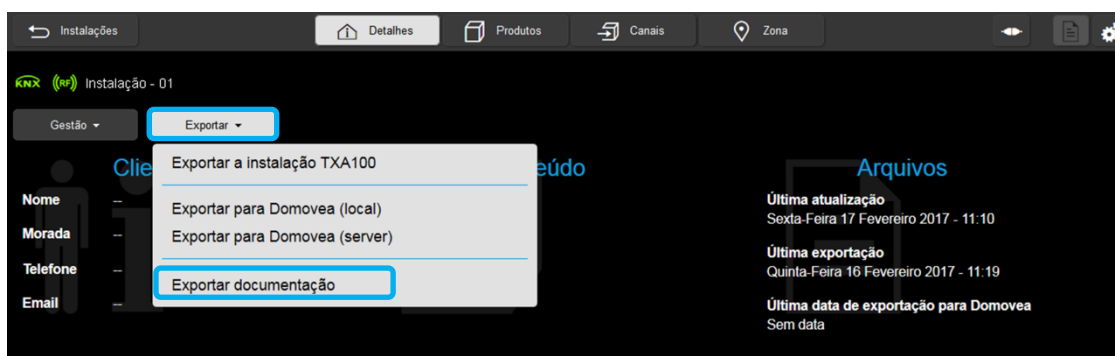 Instalações
Detalhes
Produtos
Canais
Zona
KNX ((RF)) Instalação - 01
Gestão
Exportar
Exportar a instalação TXA100
Exportar para Domovea (local)
Exportar para Domovea (server)
Exportar documentação
Clie
Nome --
Morada --
Telefone --
Email --
eúdo
Arquivos
Última atualização
Sexta-Feira 17 Fevereiro 2017 - 11:10
Última exportação
Quinta-Feira 16 Fevereiro 2017 - 11:19
Última data de exportação para Domovea
Sem data